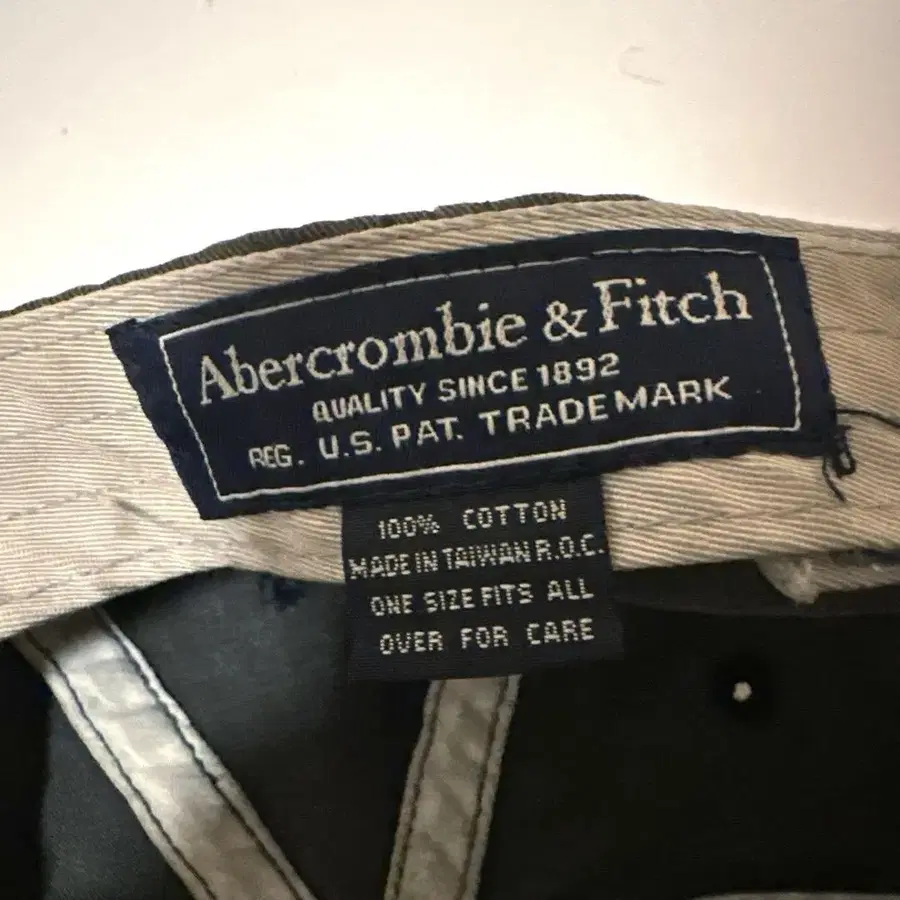 Abercrombie & Fitch
QUALITY SINCE 1892
REG. U.S. PAT. TRADEMARK
100% COTTON
MADE IN TAIWAN R.O.C.
ONE SIZE FITS ALL
OVER FOR CARE